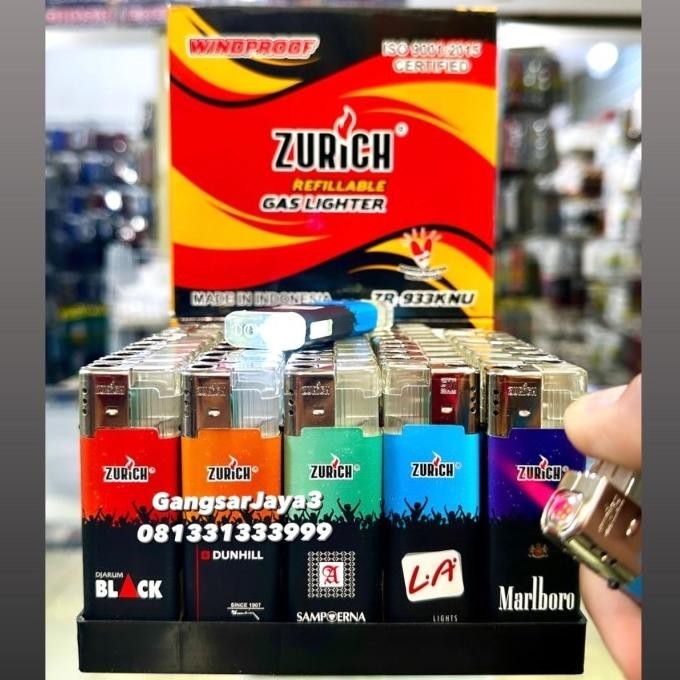 WINDPROOF
ISO 9001:2015
CERTIFIED
ZURICH®
REFILLABLE
GAS LIGHTER
MADE IN INDONESIA
ZR-933KNU
ZURICH®
ZURICH®
ZURICH®
ZURICH®
ZURICH®
GangsarJaya3
081331333999
DJARUM
BLACK
DUNHILL
SINCE 1907
A
SAMPOERNA
L.A
LIGHTS
Marlboro